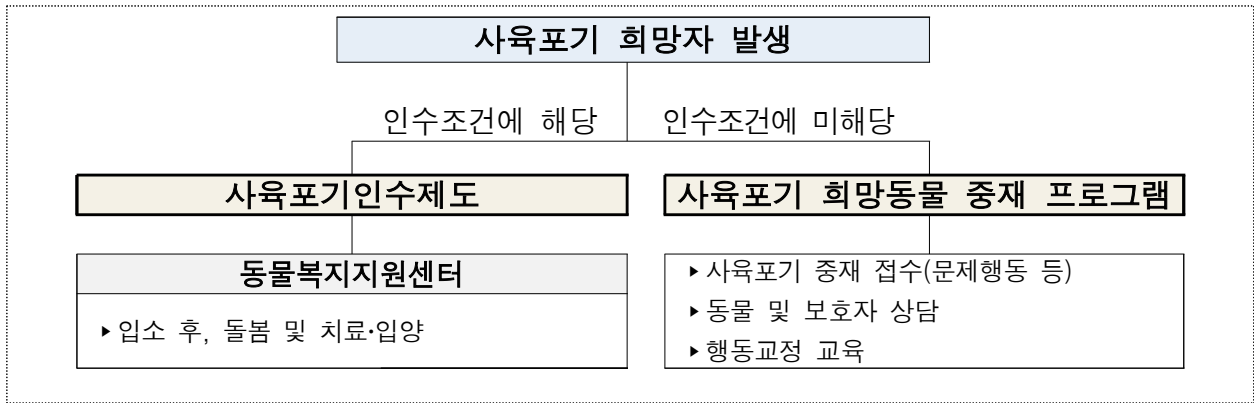 사육포기 희망자 발생
인수조건에 해당
인수조건에 미해당
사육포기인수제도
동물복지지원센터
▸입소 후, 돌봄 및 치료·입양
사육포기 희망동물 중재 프로그램
▸사육포기 중재 접수(문제행동 등)
▸동물 및 보호자 상담
▸행동교정 교육